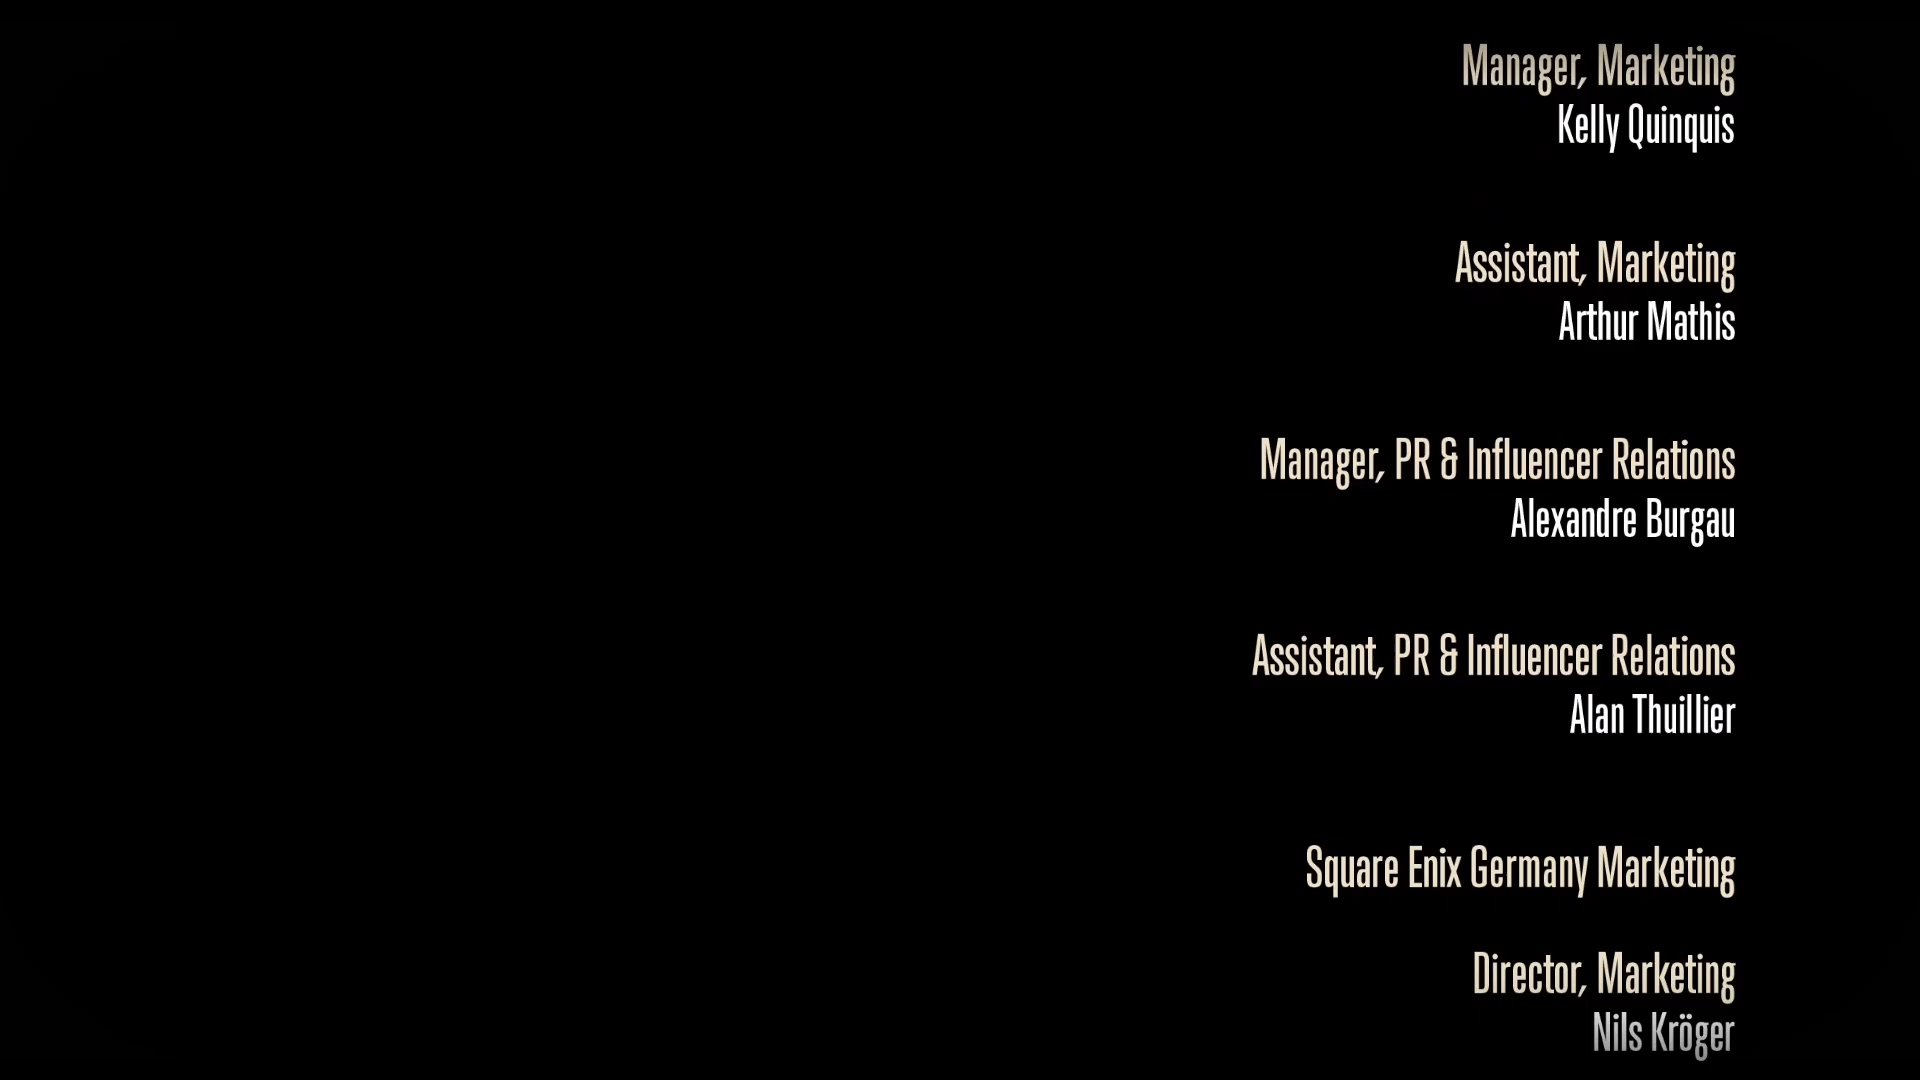 Manager, Marketing
Kelly Quinquis
Assistant, Marketing
Arthur Mathis
Manager, PR & Influencer Relations
Alexandre Burgau
Assistant, PR & Influencer Relations
Alan Thuillier
Square Enix Germany Marketing
Director, Marketing
Nils Kröger